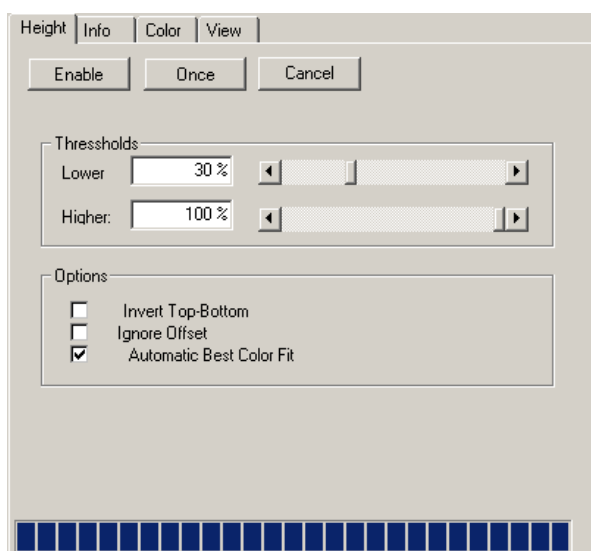 Height Info Color View
Enable Once Cancel
Thressholds
Lower 30 %
Higher: 100 %
Options
Invert Top-Bottom
Ignore Offset
Automatic Best Color Fit